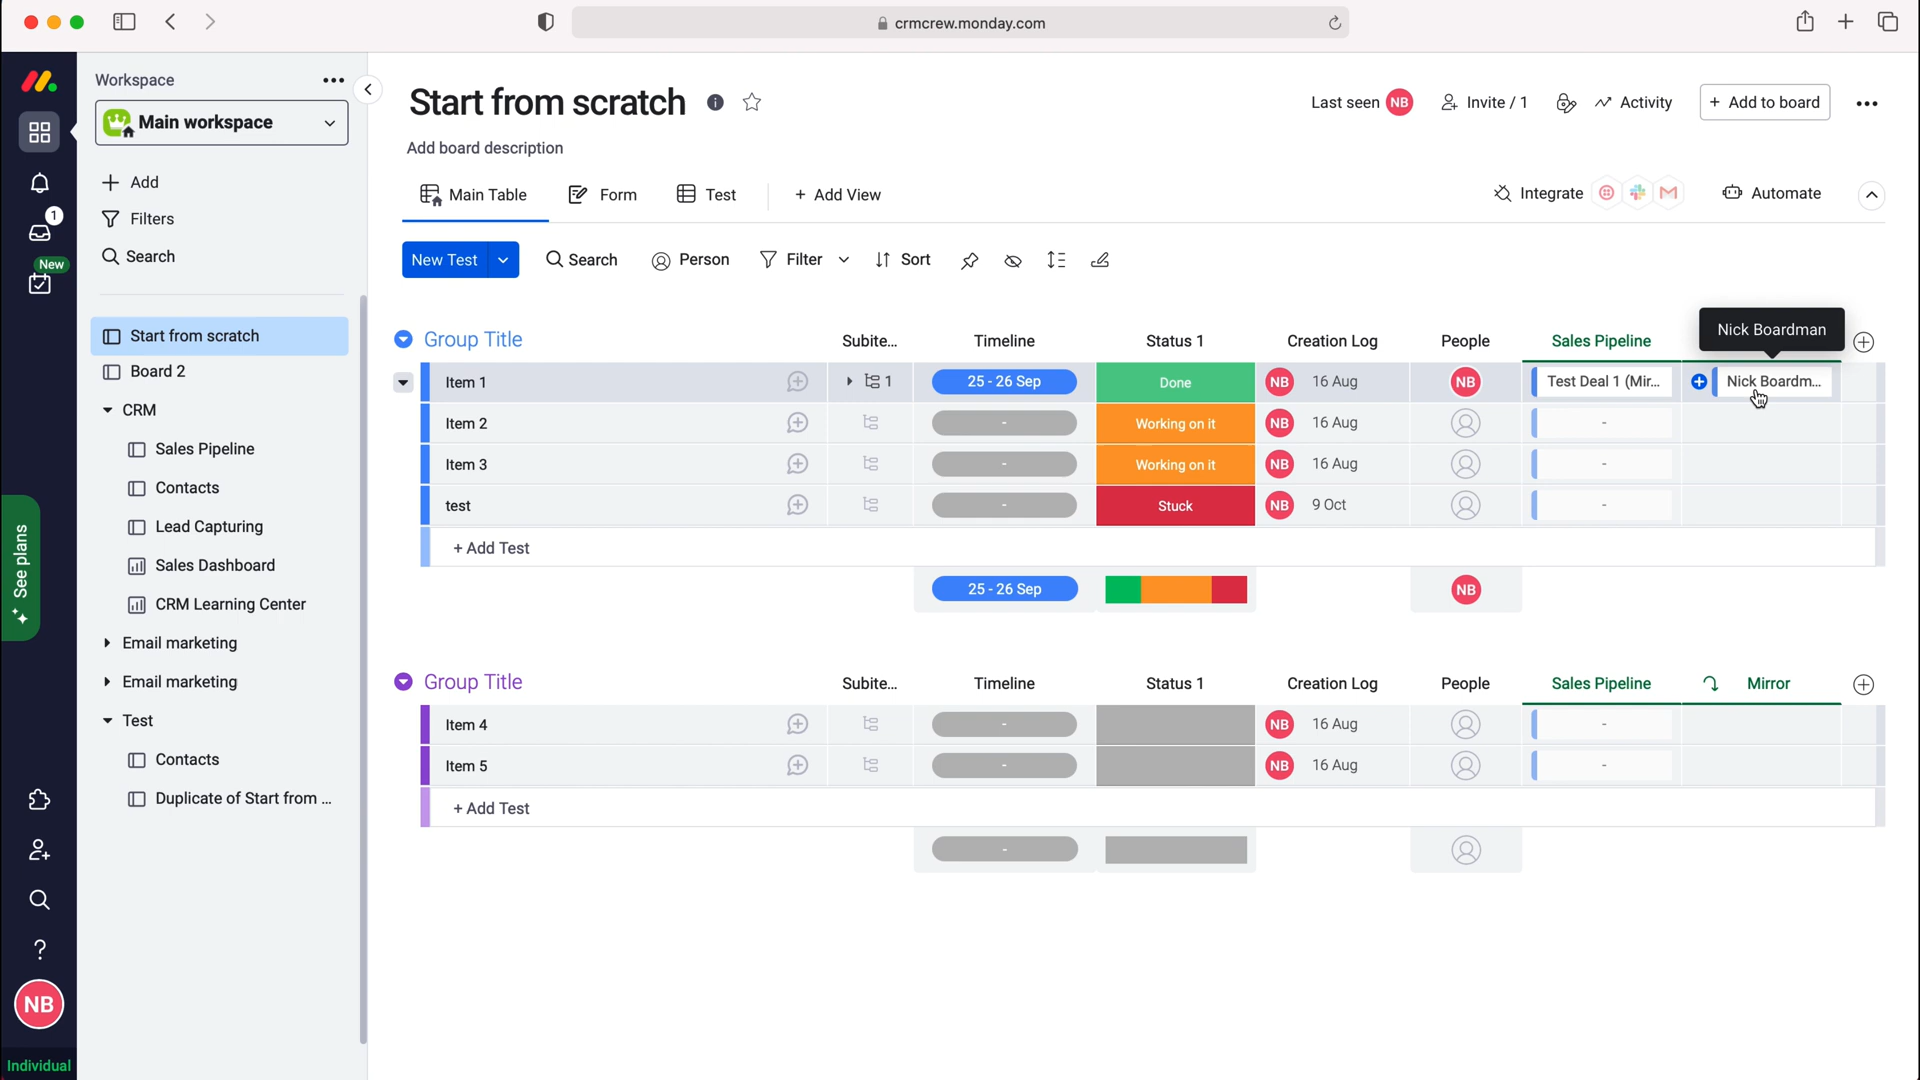 crmcrew.monday.com
Workspace
Main workspace
Add
Filters
Search
Start from scratch
Board 2
CRM
Sales Pipeline
Contacts
Lead Capturing
Sales Dashboard
CRM Learning Center
Email marketing
Email marketing
Test
Contacts
Duplicate of Start from ...
1
New
See plans
NB
Individual
Start from scratch
Last seen NB Invite / 1 Activity + Add to board
Add board description
Main Table Form Test + Add View Integrate Automate
New Test Search Person Filter Sort
Nick Boardman
Group Title Subite... Timeline Status 1 Creation Log People Sales Pipeline
Item 1 1 25 - 26 Sep Done NB 16 Aug NB Test Deal 1 (Mir... Nick Boardm...
Item 2 - Working on it NB 16 Aug -
Item 3 - Working on it NB 16 Aug -
test - Stuck NB 9 Oct -
+ Add Test
25 - 26 Sep NB
Group Title Subite... Timeline Status 1 Creation Log People Sales Pipeline Mirror
Item 4 - NB 16 Aug -
Item 5 - NB 16 Aug -
+ Add Test
-